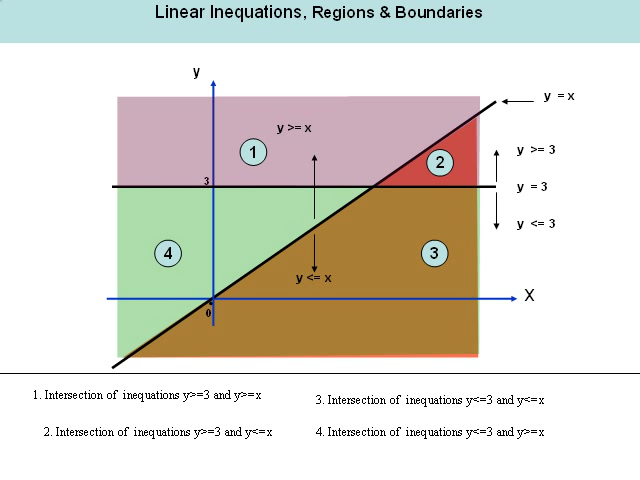 Linear Inequations, Regions & Boundaries
y
y = x
y >= x
1
2
y >= 3
3
y = 3
y <= 3
4
3
y <= x
X
0
1. Intersection of inequations y>=3 and y>=x
3. Intersection of inequations y<=3 and y<=x
2. Intersection of inequations y>=3 and y<=x
4. Intersection of inequations y<=3 and y>=x